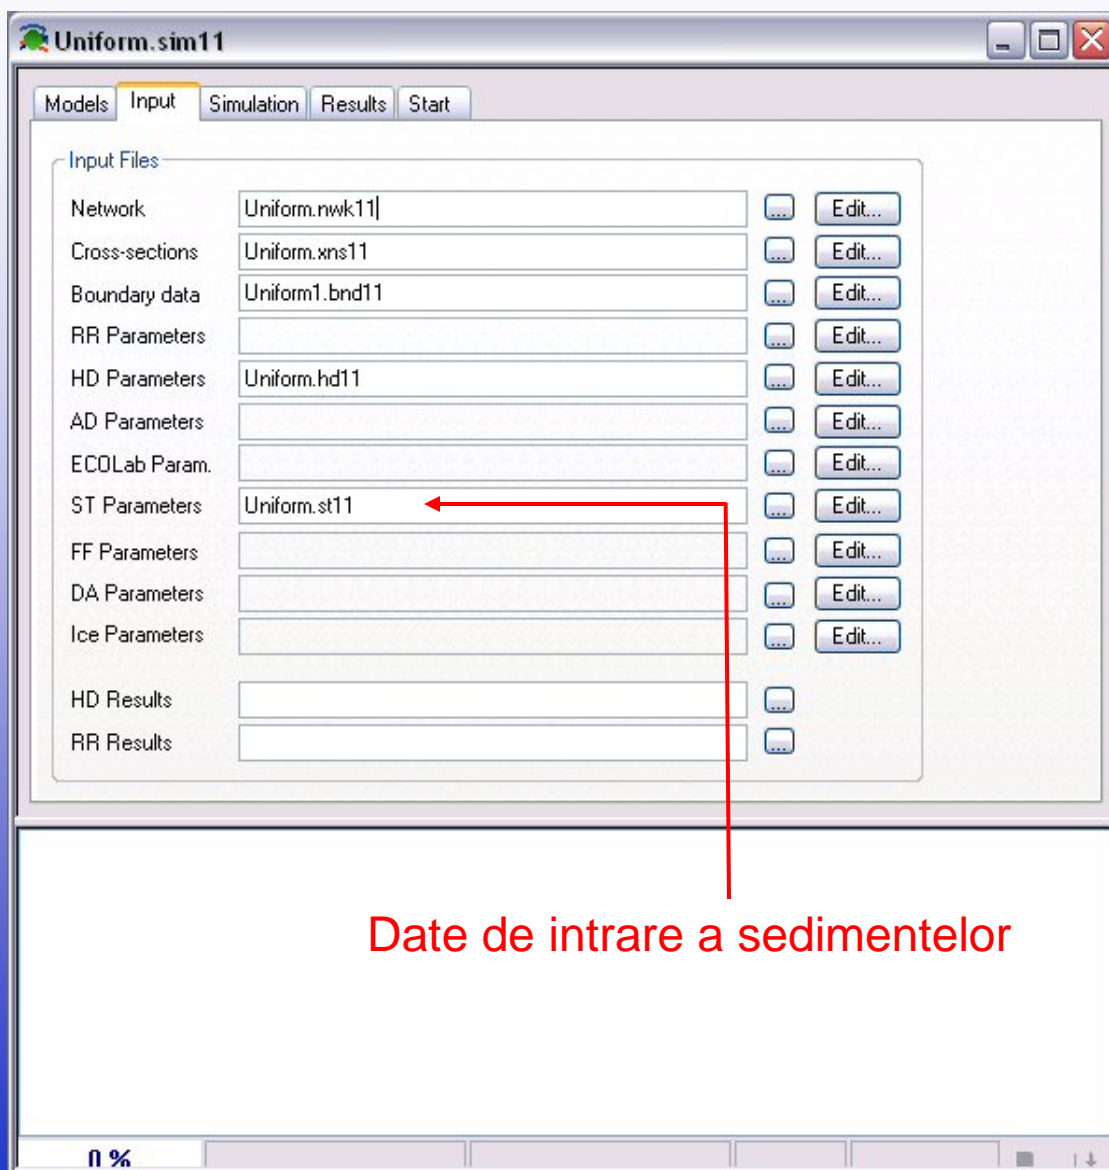 Uniform.sim11
Models Input Simulation Results Start
Input Files
Network Uniform.nwk11 ... Edit...
Cross-sections Uniform.xns11 ... Edit...
Boundary data Uniform1.bnd11 ... Edit...
RR Parameters ... Edit...
HD Parameters Uniform.hd11 ... Edit...
AD Parameters ... Edit...
ECOLab Param. ... Edit...
ST Parameters Uniform.st11 ... Edit...
FF Parameters ... Edit...
DA Parameters ... Edit...
Ice Parameters ... Edit...
HD Results ...
RR Results ...
Date de intrare a sedimentelor
0 %